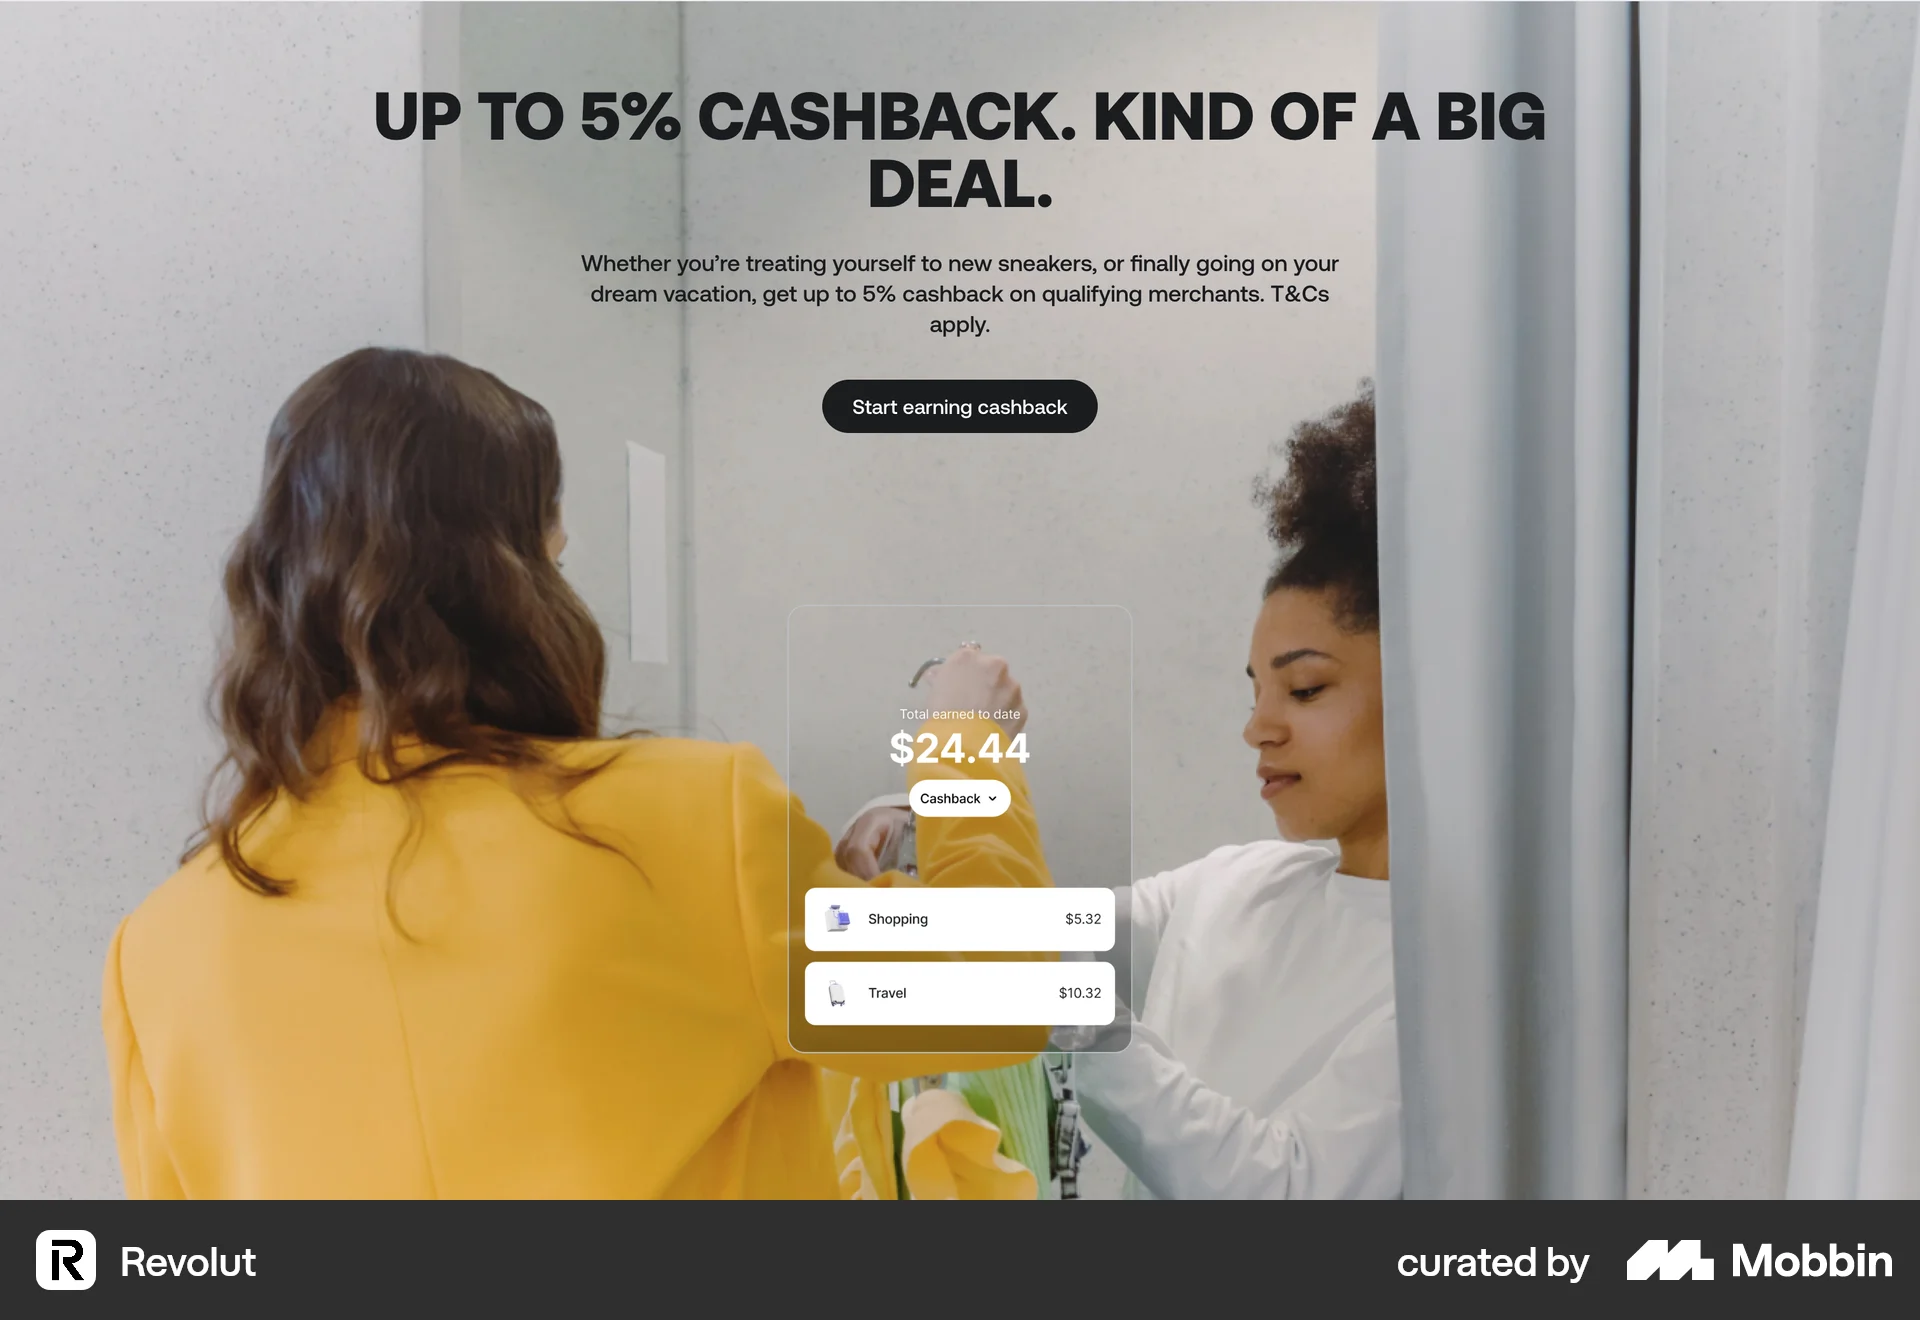 UP TO 5% CASHBACK. KIND OF A BIG
DEAL.
Whether you’re treating yourself to new sneakers, or finally going on your
dream vacation, get up to 5% cashback on qualifying merchants. T&Cs
apply.
Start earning cashback
Total earned to date
$24.44
Cashback
Shopping $5.32
Travel $10.32
Revolut
curated by Mobbin